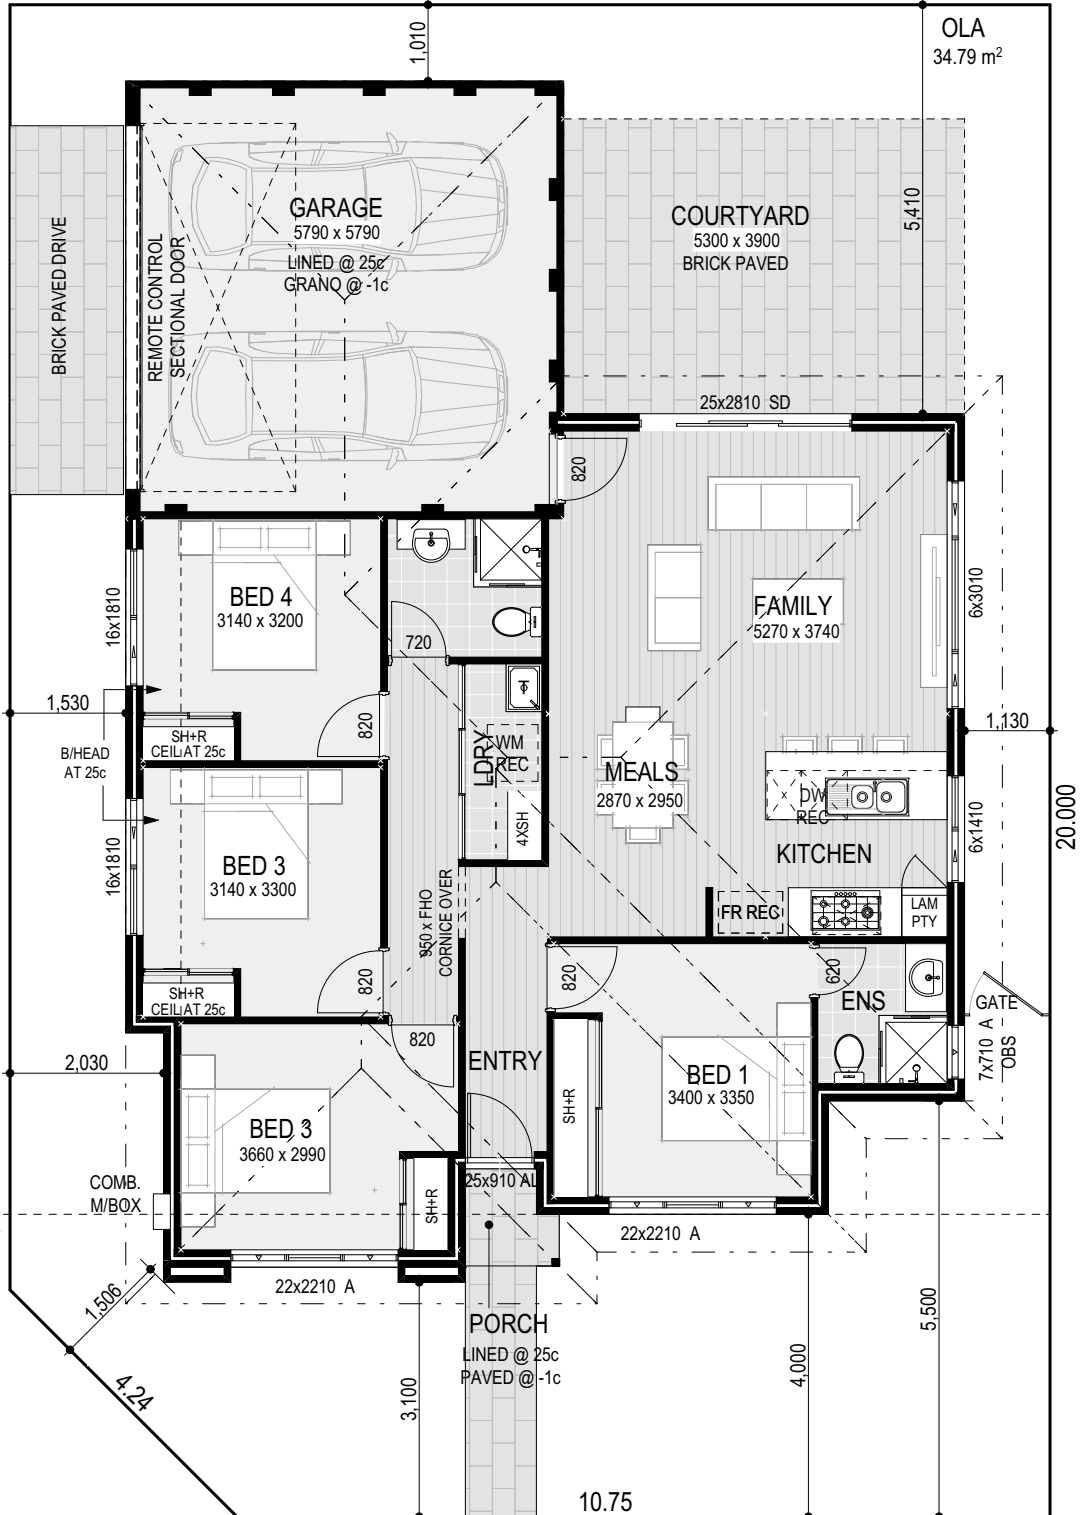 OLA
34.79 m²
1,010
5,410
GARAGE
5790 x 5790
LINED @ 25c
GRANO @ -1c
COURTYARD
5300 x 3900
BRICK PAVED
BRICK PAVED DRIVE
REMOTE CONTROL
SECTIONAL DOOR
25x2810 SD
820
BED 4
3140 x 3200
16x1810
720
FAMILY
5270 x 3740
6x3010
1,530
820
SH+R
CEIL AT 25c
B/HEAD
AT 25c
LDRY
WM
REC
4XSH
MEALS
2870 x 2950
1,130
DW
REC
6x1410
20.000
KITCHEN
BED 3
3140 x 3300
16x1810
950 x FHO
CORNICE OVER
FR REC
LAM
PTY
820
SH+R
CEIL AT 25c
820
620
ENS
GATE
7x710 A
OBS
2,030
820
ENTRY
BED 1
3400 x 3350
SH+R
BED 3
3660 x 2990
COMB.
M/BOX
SH+R
25x910 AL
22x2210 A
22x2210 A
1,506
4.24
PORCH
LINED @ 25c
PAVED @ -1c
3,100
4,000
5,500
10.75